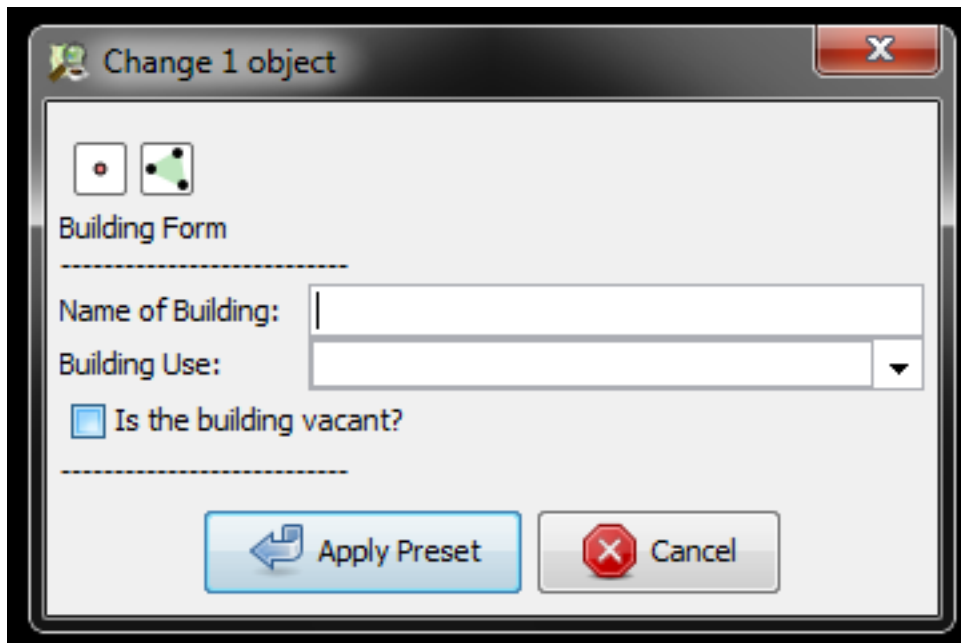 Change 1 object
Building Form
---------------------------
Name of Building:
Building Use:
Is the building vacant?
---------------------------
Apply Preset Cancel